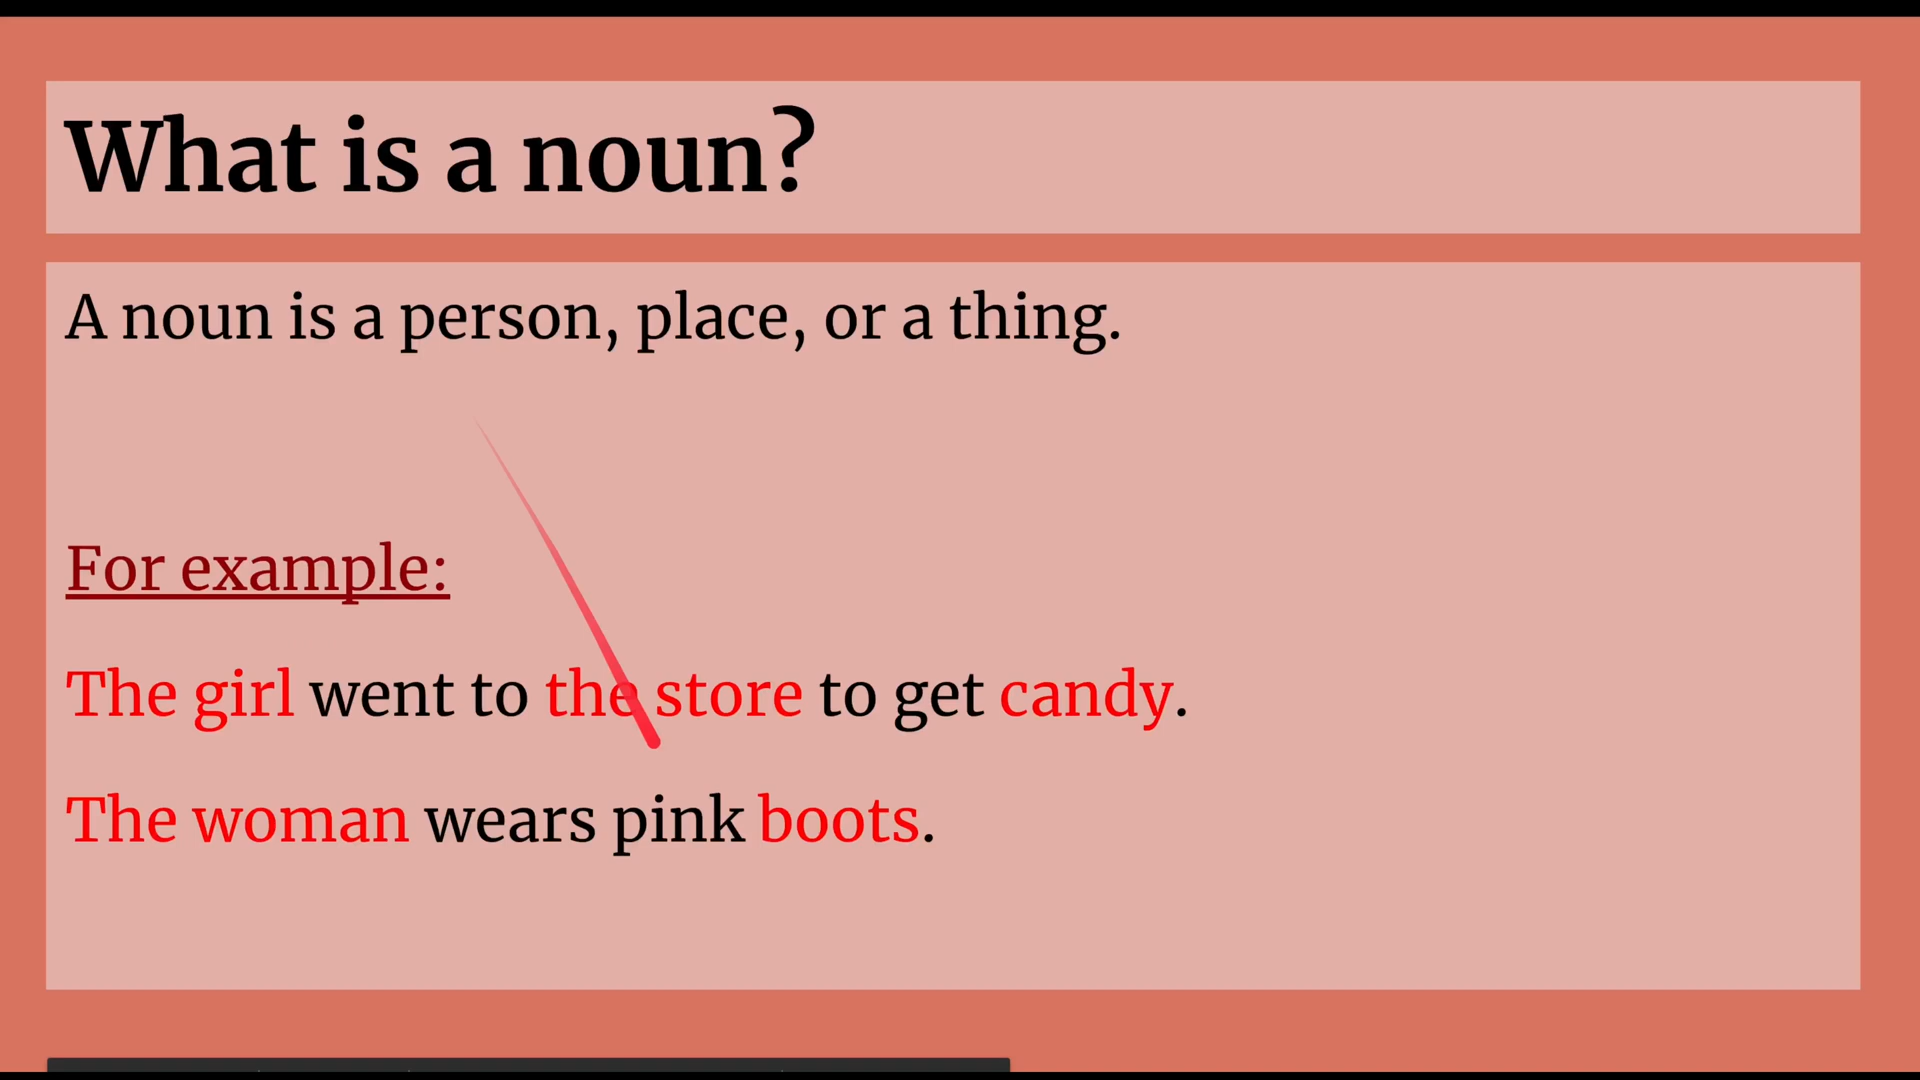 What is a noun?
A noun is a person, place, or a thing.
For example:
The girl went to the store to get candy.
The woman wears pink boots.